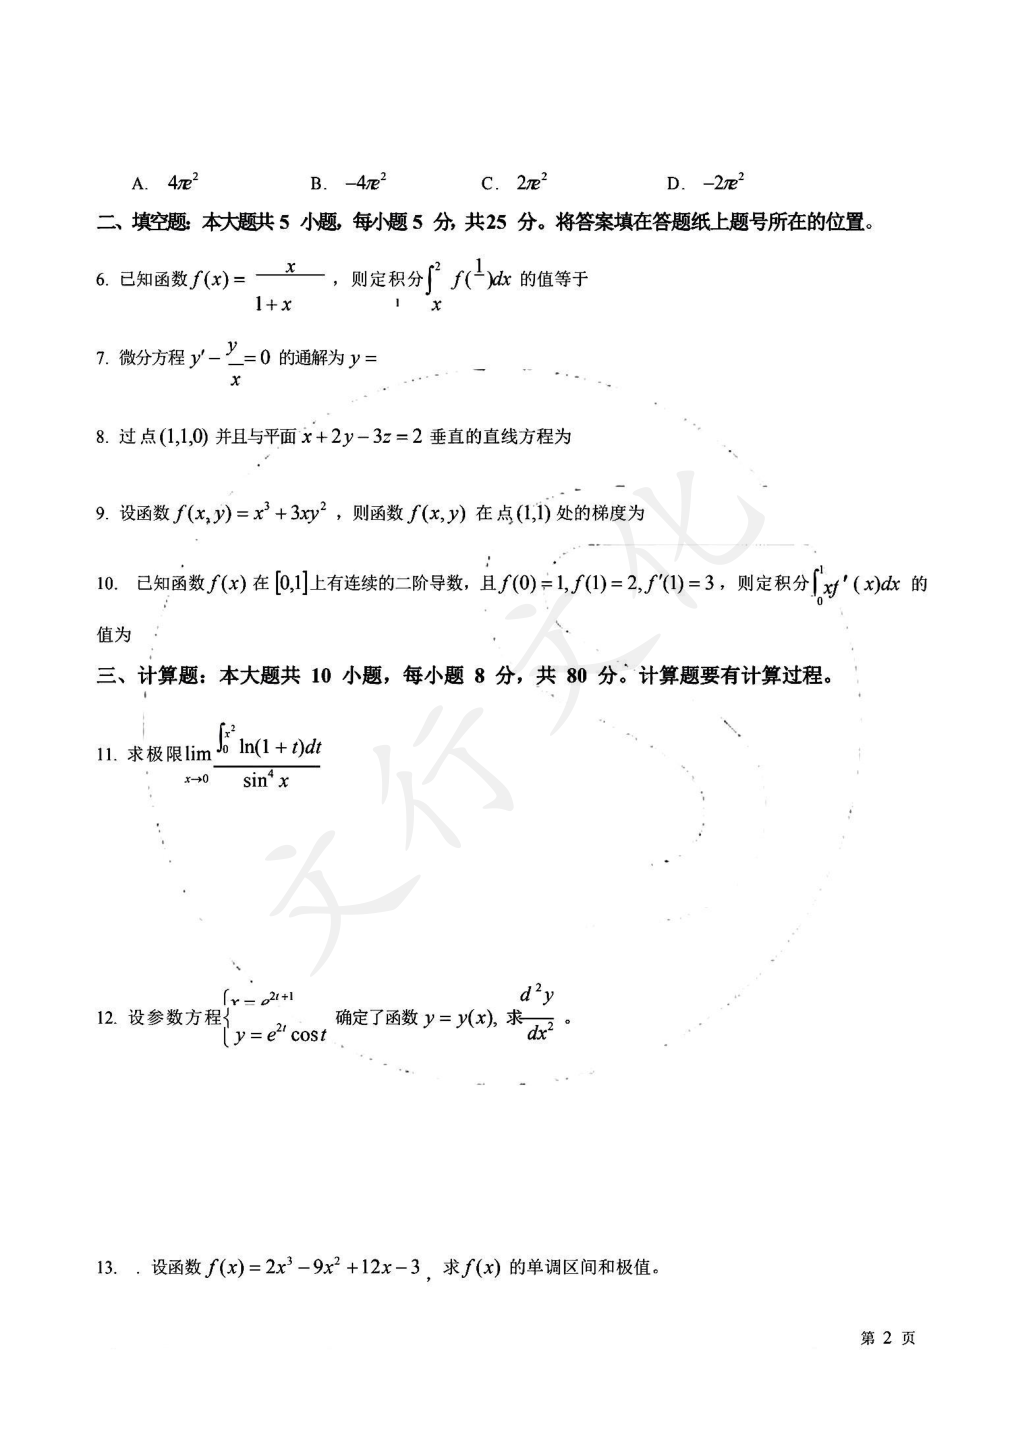 A. 4πe² B. −4πe² C. 2πe² D. −2πe²
二、填空题：本大题共 5 小题，每小题 5 分，共25 分。将答案填在答题纸上题号所在的位置。
6. 已知函数 f(x) = x/(1+x) ，则定积分 ∫₁² f(1/x)dx 的值等于
7. 微分方程 y′ − y/x = 0 的通解为 y =
8. 过点 (1,1,0) 并且与平面 x + 2y − 3z = 2 垂直的直线方程为
9. 设函数 f(x, y) = x³ + 3xy² ，则函数 f(x, y) 在点 (1,1) 处的梯度为
10. 已知函数 f(x) 在 [0,1] 上有连续的二阶导数，且 f(0) = 1, f(1) = 2, f′(1) = 3 ，则定积分 ∫₀¹ xf ′ ( x)dx 的
值为
三、计算题：本大题共 10 小题，每小题 8 分，共 80 分。计算题要有计算过程。
11. 求极限 lim x→0 ∫₀^(x²) ln(1 + t)dt / sin⁴ x
12. 设参数方程 { x = e^(2t+1) y = e^(2t) cos t 确定了函数 y = y(x), 求 d²y/dx² 。
13. . 设函数 f(x) = 2x³ − 9x² +12x − 3 , 求 f(x) 的单调区间和极值。
第 2 页
文行文化